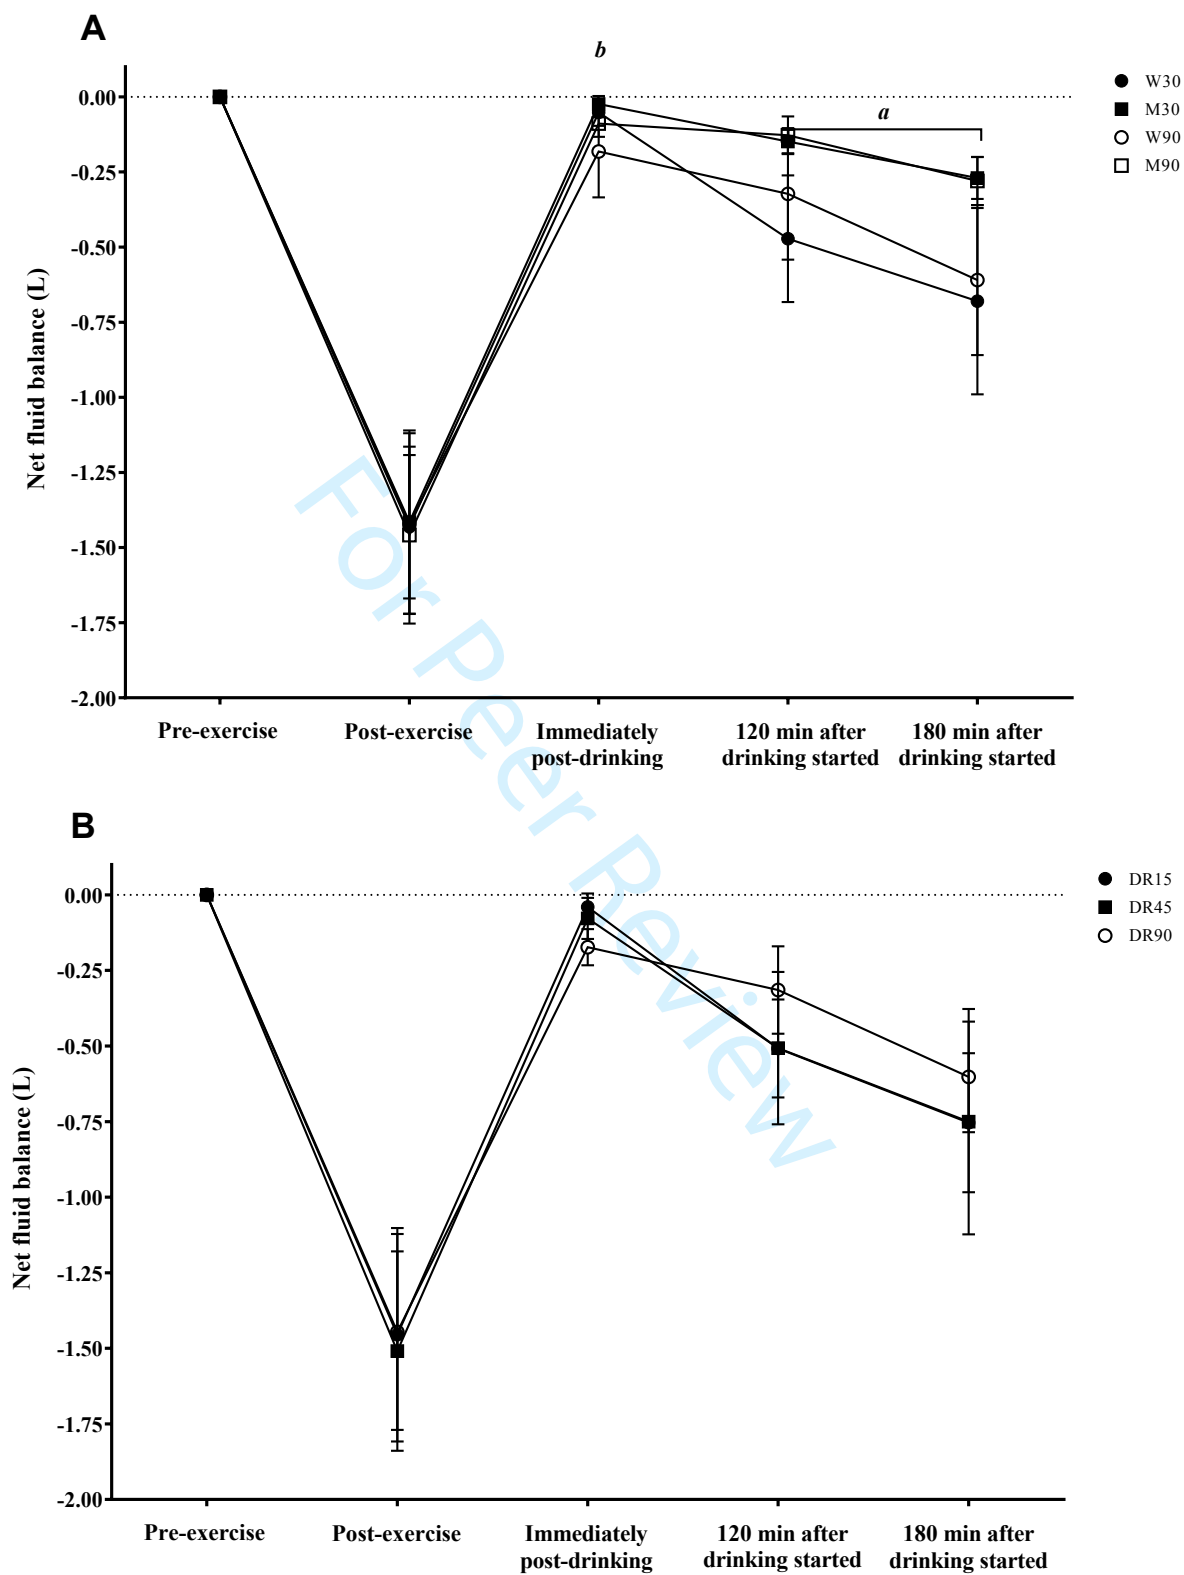 A
b
a
0.00
-0.25
-0.50
-0.75
-1.00
-1.25
-1.50
-1.75
-2.00
Net fluid balance (L)
Pre-exercise
Post-exercise
Immediately
post-drinking
120 min after
drinking started
180 min after
drinking started
W30
M30
W90
M90
For Peer Review
B
0.00
-0.25
-0.50
-0.75
-1.00
-1.25
-1.50
-1.75
-2.00
Net fluid balance (L)
Pre-exercise
Post-exercise
Immediately
post-drinking
120 min after
drinking started
180 min after
drinking started
DR15
DR45
DR90